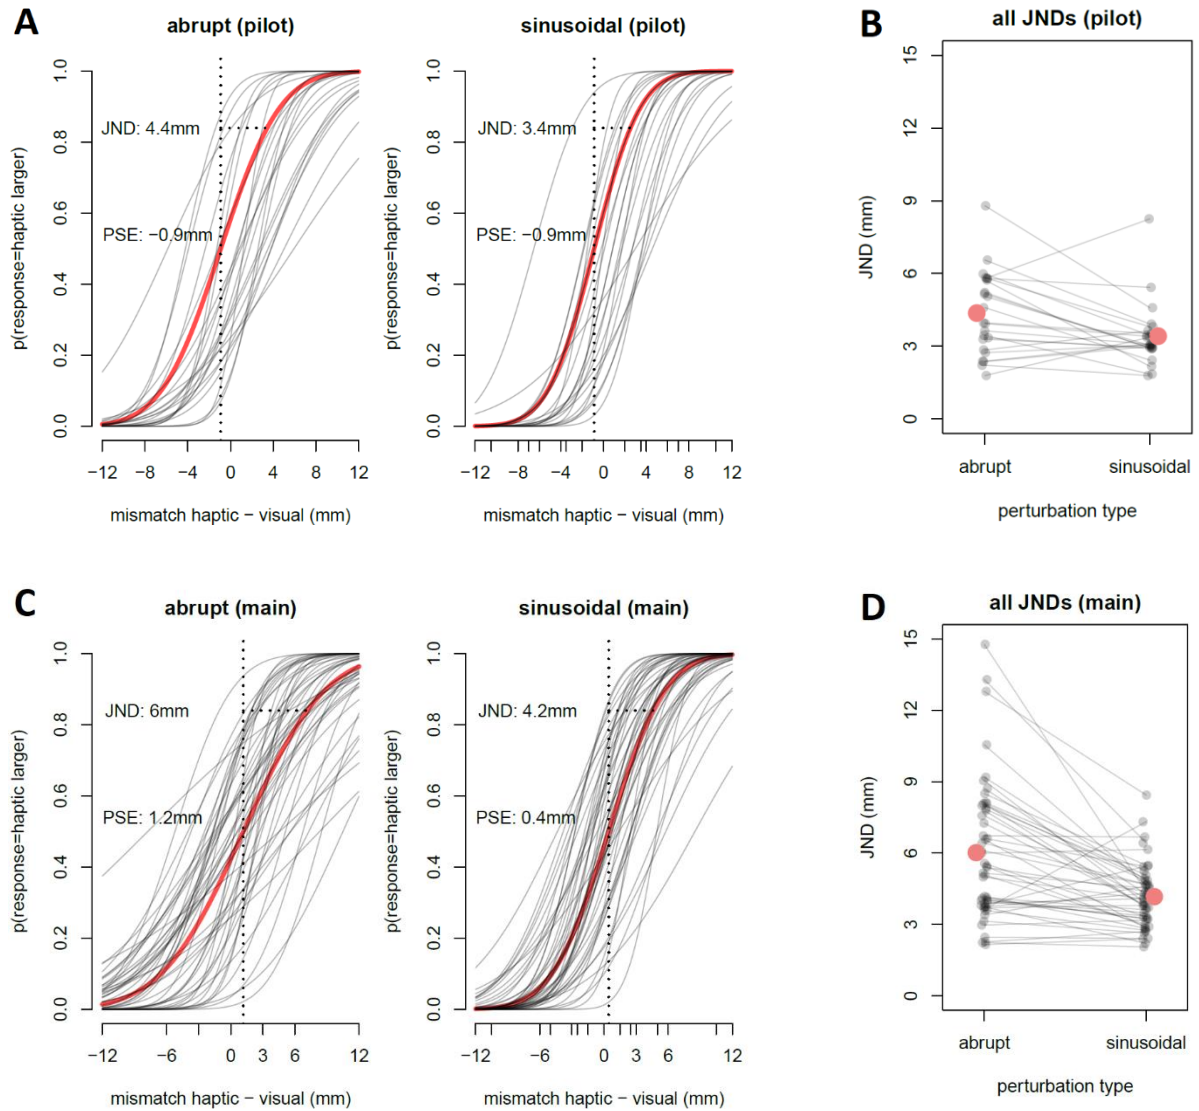 A
abrupt (pilot)
p(response=haptic larger)
1.0
0.8
0.6
0.4
0.2
0.0
JND: 4.4mm
PSE: −0.9mm
−12 −8 −4 0 4 8 12
mismatch haptic − visual (mm)
sinusoidal (pilot)
p(response=haptic larger)
1.0
0.8
0.6
0.4
0.2
0.0
JND: 3.4mm
PSE: −0.9mm
−12 −8 −4 0 4 8 12
mismatch haptic − visual (mm)
B
all JNDs (pilot)
JND (mm)
15
12
9
6
3
0
abrupt sinusoidal
perturbation type
C
abrupt (main)
p(response=haptic larger)
1.0
0.8
0.6
0.4
0.2
0.0
JND: 6mm
PSE: 1.2mm
−12 −6 0 3 6 12
mismatch haptic − visual (mm)
sinusoidal (main)
p(response=haptic larger)
1.0
0.8
0.6
0.4
0.2
0.0
JND: 4.2mm
PSE: 0.4mm
−12 −6 0 3 6 12
mismatch haptic − visual (mm)
D
all JNDs (main)
JND (mm)
15
12
9
6
3
0
abrupt sinusoidal
perturbation type